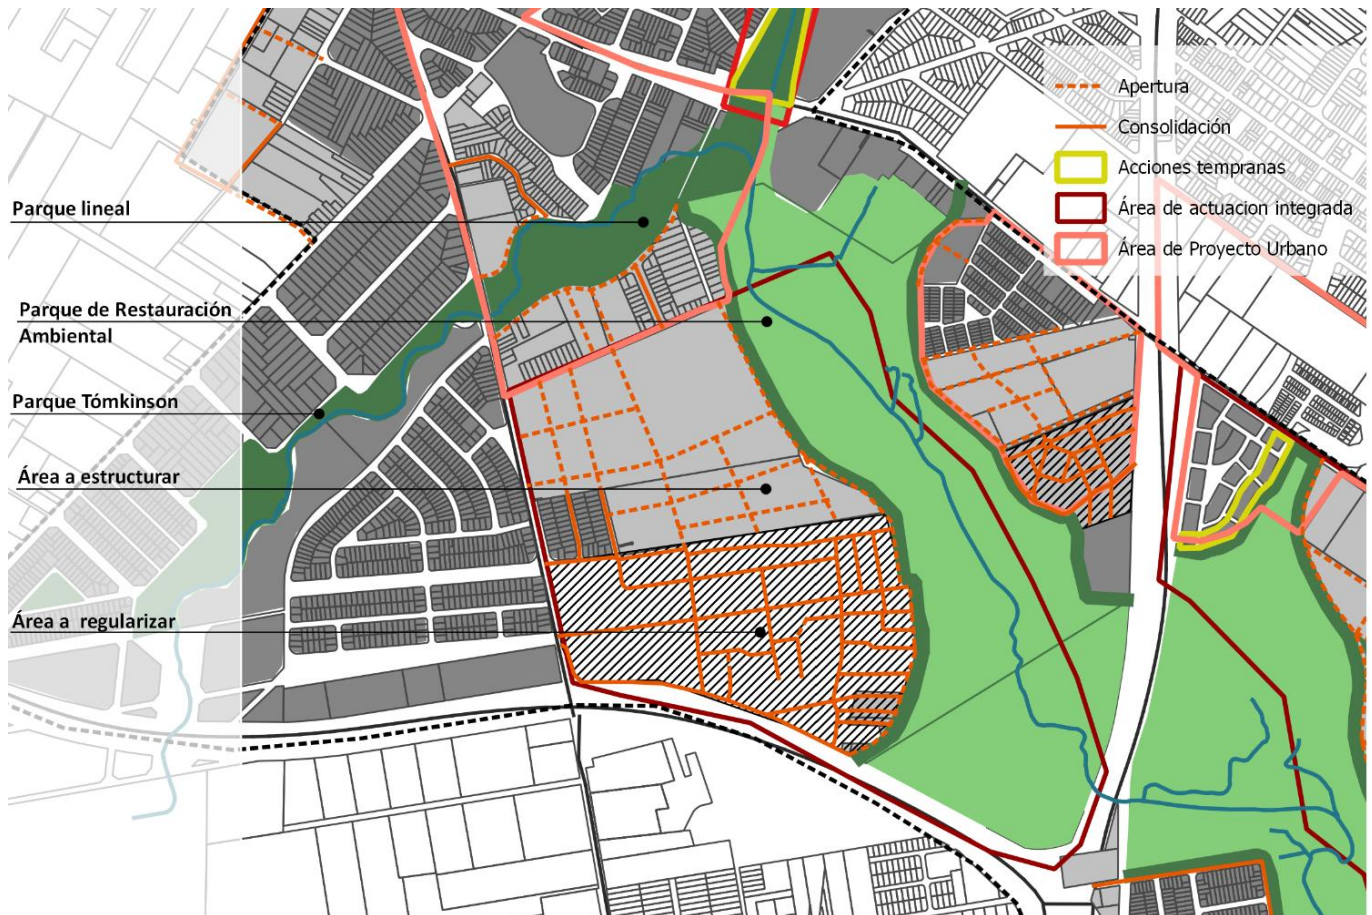 Apertura
Consolidación
Acciones tempranas
Área de actuacion integrada
Área de Proyecto Urbano
Parque lineal
Parque de Restauración
Ambiental
Parque Tómkinson
Área a estructurar
Área a regularizar